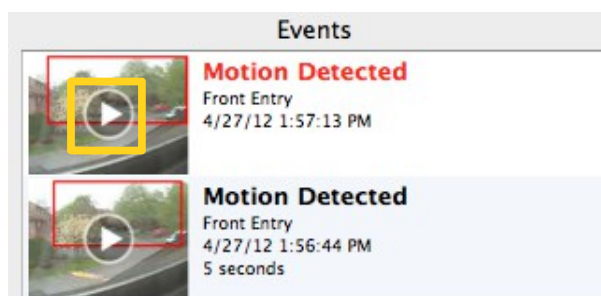 Events
Motion Detected
Front Entry
4/27/12 1:57:13 PM
Motion Detected
Front Entry
4/27/12 1:56:44 PM
5 seconds